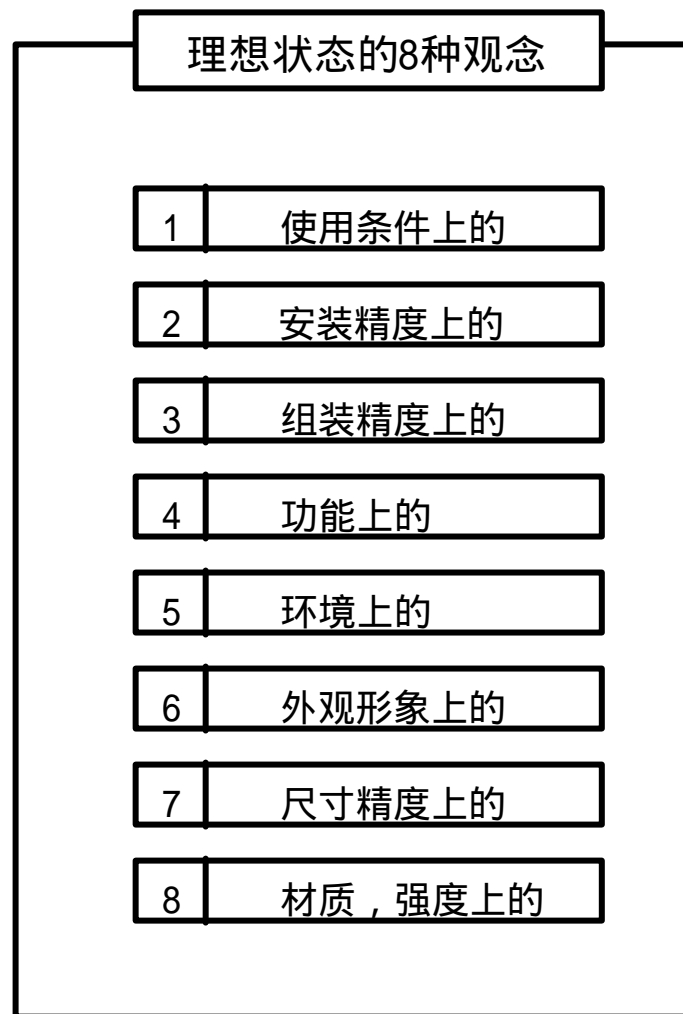 理想状态的8种观念
1 使用条件上的
2 安装精度上的
3 组装精度上的
4 功能上的
5 环境上的
6 外观形象上的
7 尺寸精度上的
8 材质，强度上的